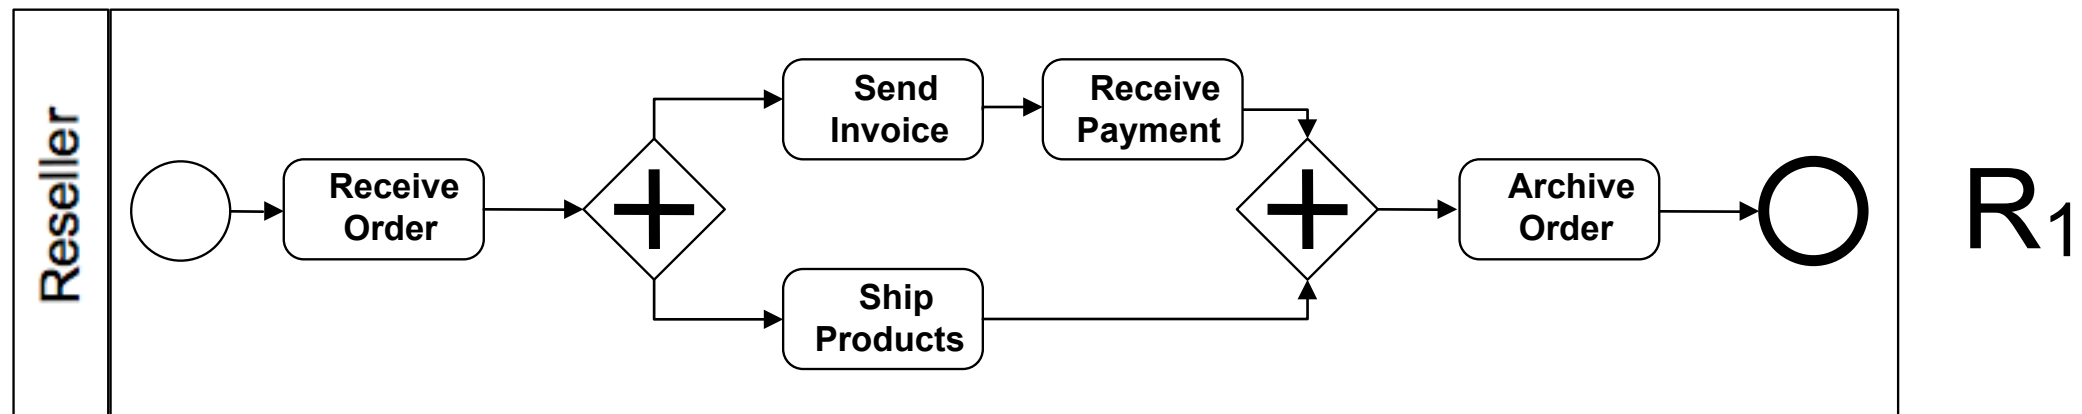 Reseller
Receive
Order
Send
Invoice
Receive
Payment
Ship
Products
Archive
Order
R1